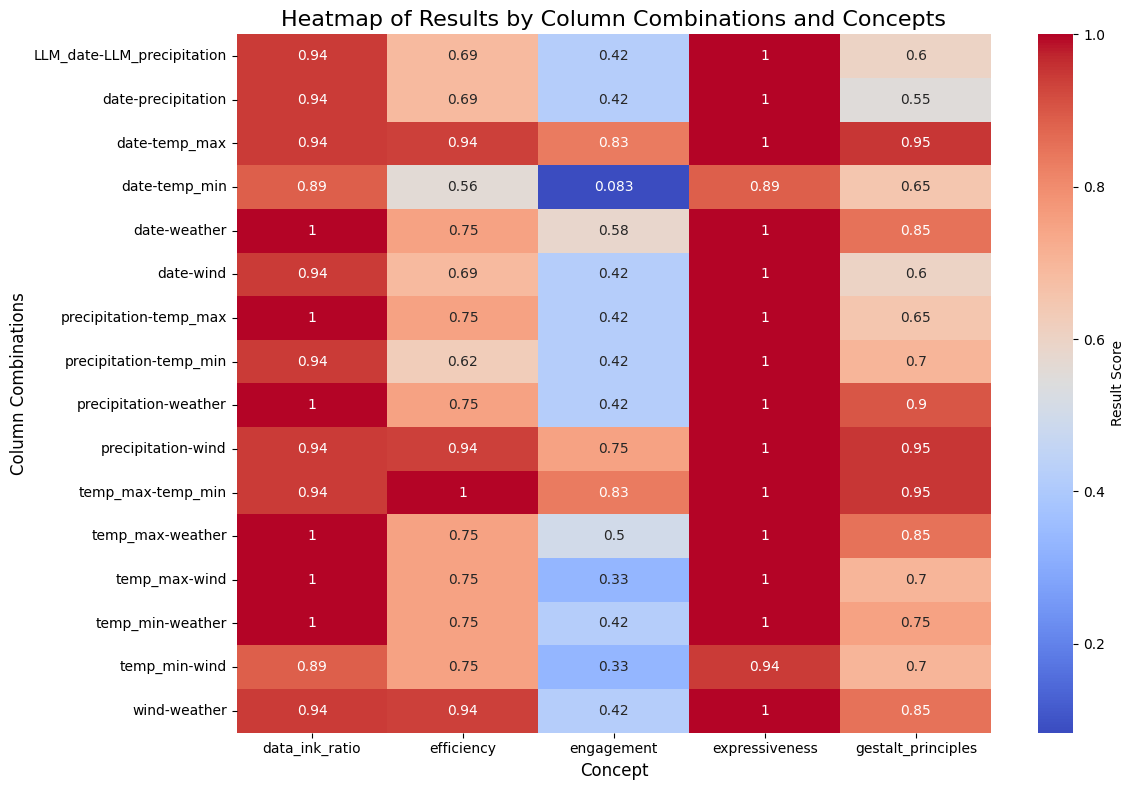 Heatmap of Results by Column Combinations and Concepts
LLM_date-LLM_precipitation 0.94 0.69 0.42 1 0.6
date-precipitation 0.94 0.69 0.42 1 0.55
date-temp_max 0.94 0.94 0.83 1 0.95
date-temp_min 0.89 0.56 0.083 0.89 0.65
date-weather 1 0.75 0.58 1 0.85
date-wind 0.94 0.69 0.42 1 0.6
precipitation-temp_max 1 0.75 0.42 1 0.65
precipitation-temp_min 0.94 0.62 0.42 1 0.7
precipitation-weather 1 0.75 0.42 1 0.9
precipitation-wind 0.94 0.94 0.75 1 0.95
temp_max-temp_min 0.94 1 0.83 1 0.95
temp_max-weather 1 0.75 0.5 1 0.85
temp_max-wind 1 0.75 0.33 1 0.7
temp_min-weather 1 0.75 0.42 1 0.75
temp_min-wind 0.89 0.75 0.33 0.94 0.7
wind-weather 0.94 0.94 0.42 1 0.85
data_ink_ratio efficiency engagement expressiveness gestalt_principles
Concept
Column Combinations
1.0
0.8
0.6
0.4
0.2
Result Score